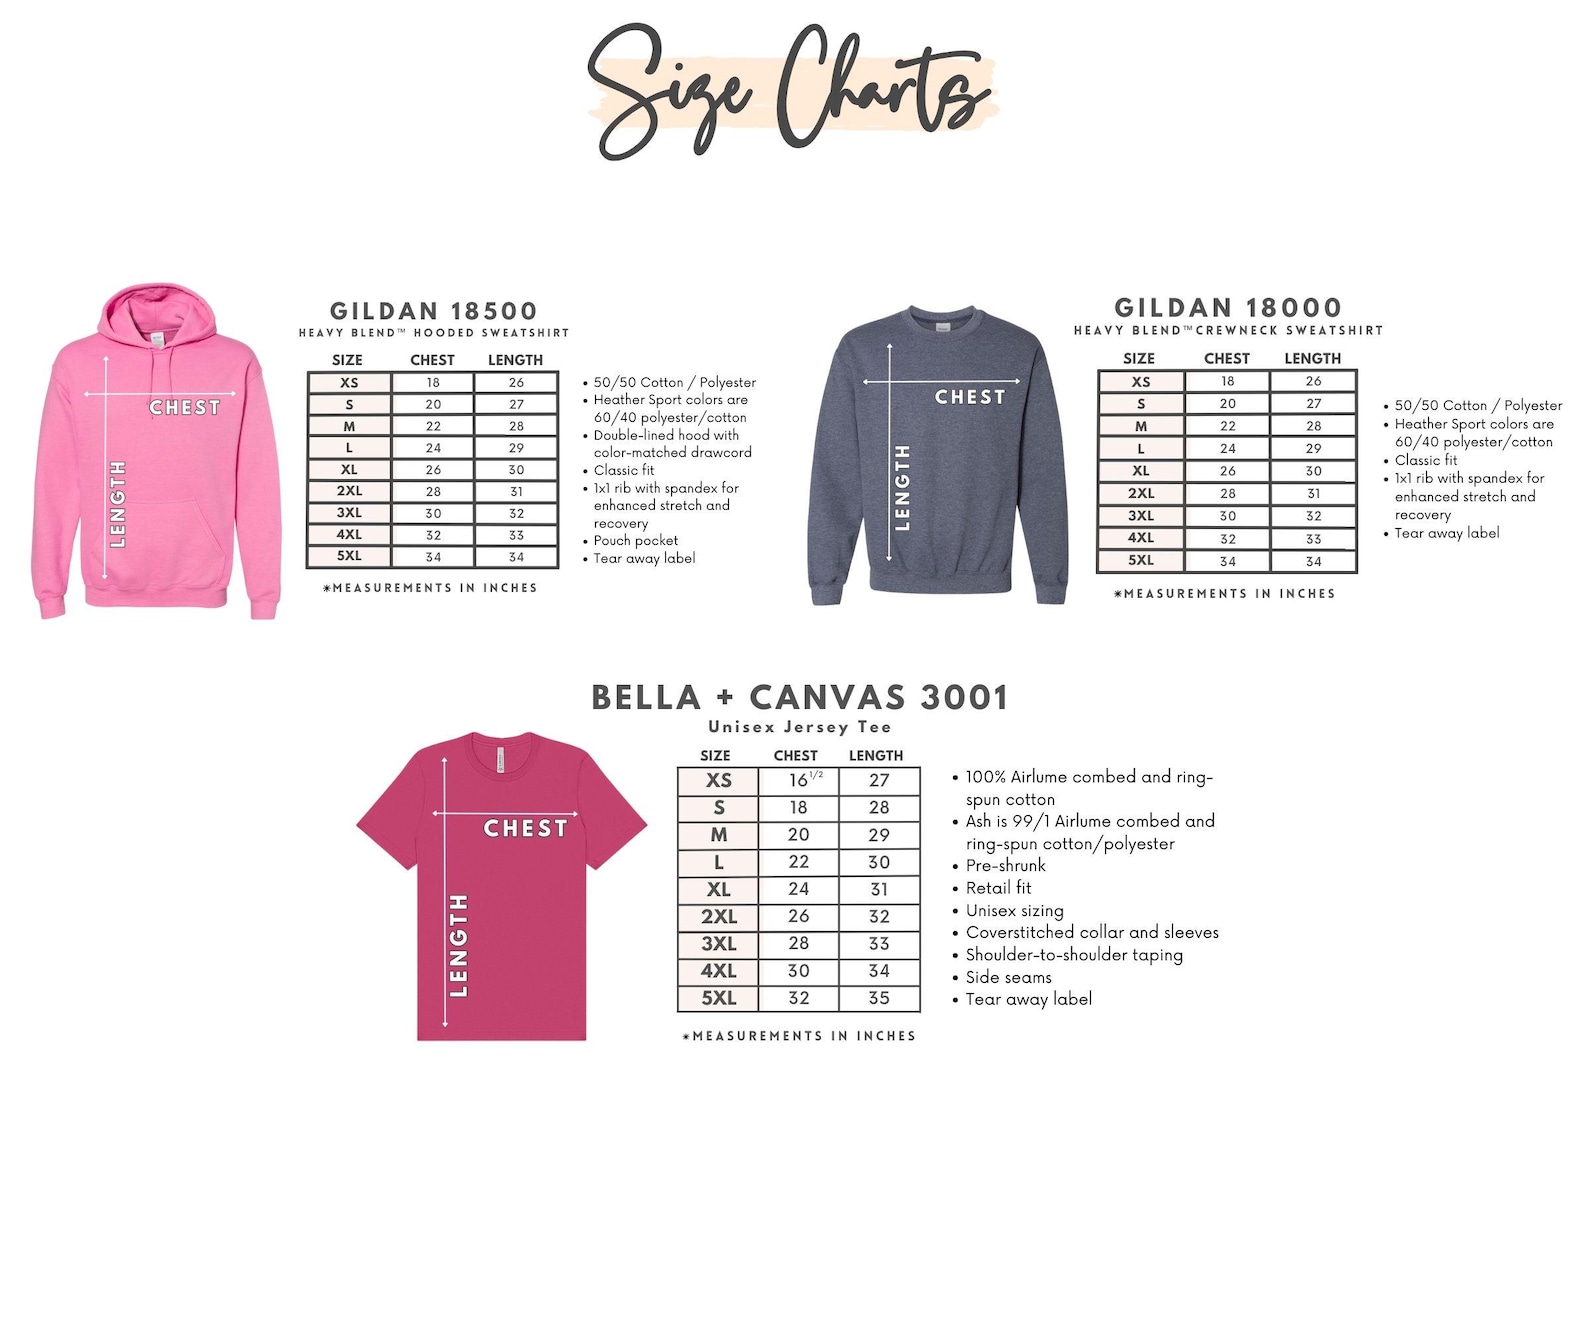 Size Charts
GILDAN 18500
HEAVY BLEND™ HOODED SWEATSHIRT
SIZE CHEST LENGTH
XS 18 26
S 20 27
M 22 28
L 24 29
XL 26 30
2XL 28 31
3XL 30 32
4XL 32 33
5XL 34 34
*MEASUREMENTS IN INCHES
CHEST
LENGTH
• 50/50 Cotton / Polyester
• Heather Sport colors are
60/40 polyester/cotton
• Double-lined hood with
color-matched drawcord
• Classic fit
• 1x1 rib with spandex for
enhanced stretch and
recovery
• Pouch pocket
• Tear away label
GILDAN 18000
HEAVY BLEND™CREWNECK SWEATSHIRT
SIZE CHEST LENGTH
XS 18 26
S 20 27
M 22 28
L 24 29
XL 26 30
2XL 28 31
3XL 30 32
4XL 32 33
5XL 34 34
*MEASUREMENTS IN INCHES
CHEST
LENGTH
• 50/50 Cotton / Polyester
• Heather Sport colors are
60/40 polyester/cotton
• Classic fit
• 1x1 rib with spandex for
enhanced stretch and
recovery
• Tear away label
BELLA + CANVAS 3001
Unisex Jersey Tee
SIZE CHEST LENGTH
XS 16 1/2 27
S 18 28
M 20 29
L 22 30
XL 24 31
2XL 26 32
3XL 28 33
4XL 30 34
5XL 32 35
*MEASUREMENTS IN INCHES
CHEST
LENGTH
• 100% Airlume combed and ring-
spun cotton
• Ash is 99/1 Airlume combed and
ring-spun cotton/polyester
• Pre-shrunk
• Retail fit
• Unisex sizing
• Coverstitched collar and sleeves
• Shoulder-to-shoulder taping
• Side seams
• Tear away label